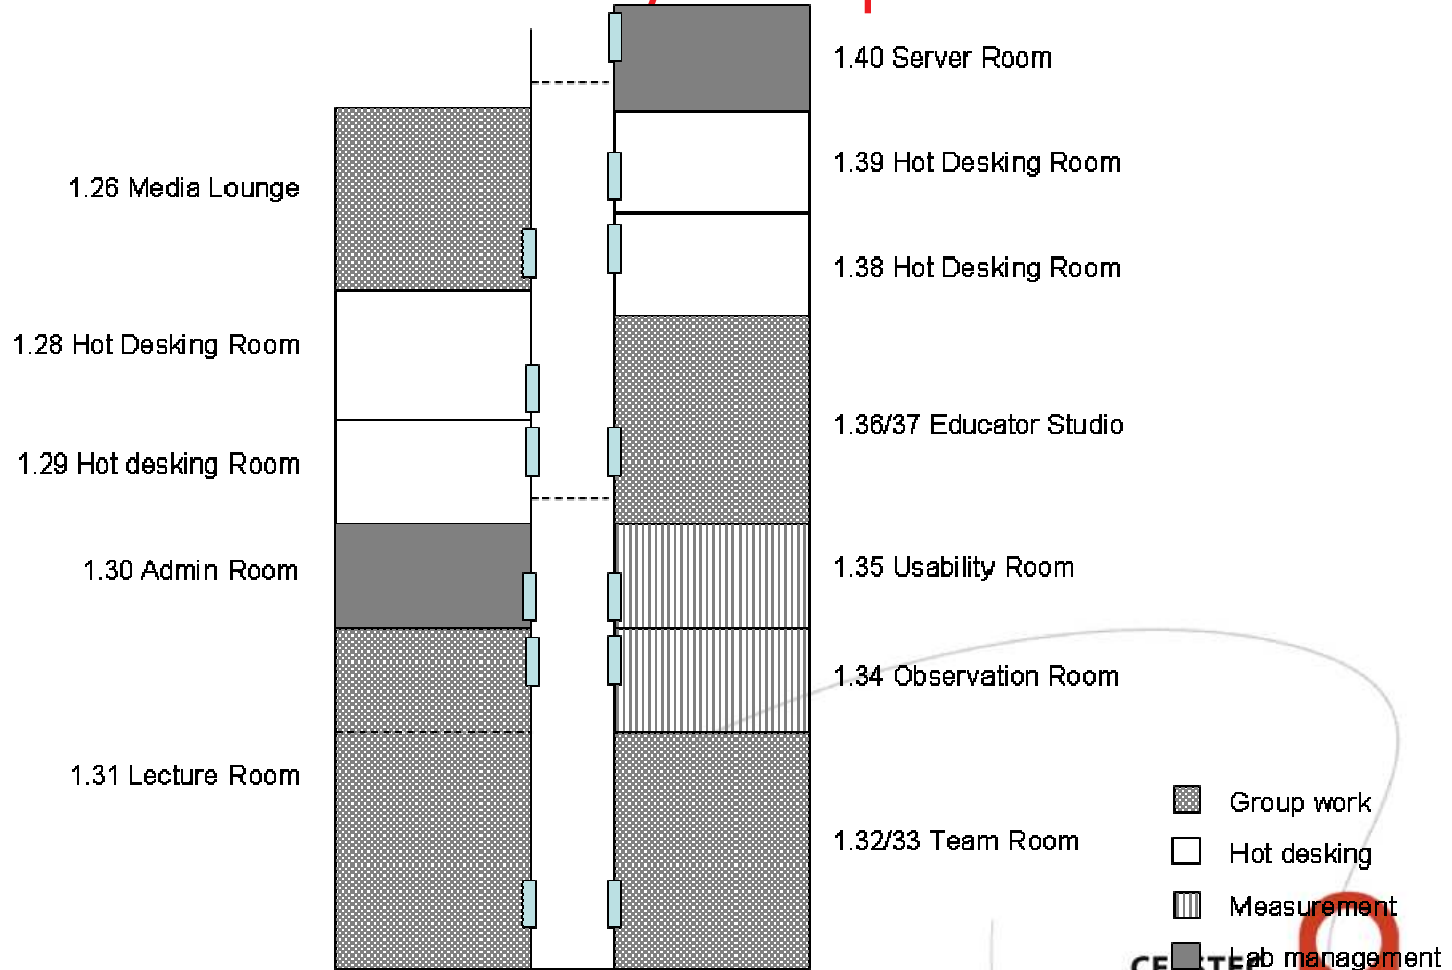 1.40 Server Room
1.39 Hot Desking Room
1.26 Media Lounge
1.38 Hot Desking Room
1.28 Hot Desking Room
1.36/37 Educator Studio
1.29 Hot desking Room
1.30 Admin Room
1.35 Usability Room
1.34 Observation Room
1.31 Lecture Room
1.32/33 Team Room
Group work
Hot desking
Measurement
Lab management